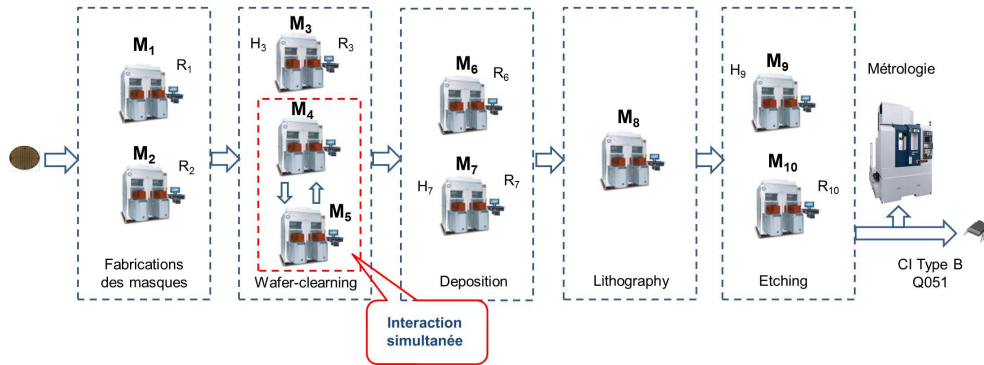 M1
R1
M2
R2
Fabrications
des masques
H3
M3
R3
M4
M5
Wafer-clearning
Interaction
simultanée
M6
R6
M7
H7
R7
Deposition
M8
Lithography
H9
M9
M10
R10
Etching
Métrologie
CI Type B
Q051